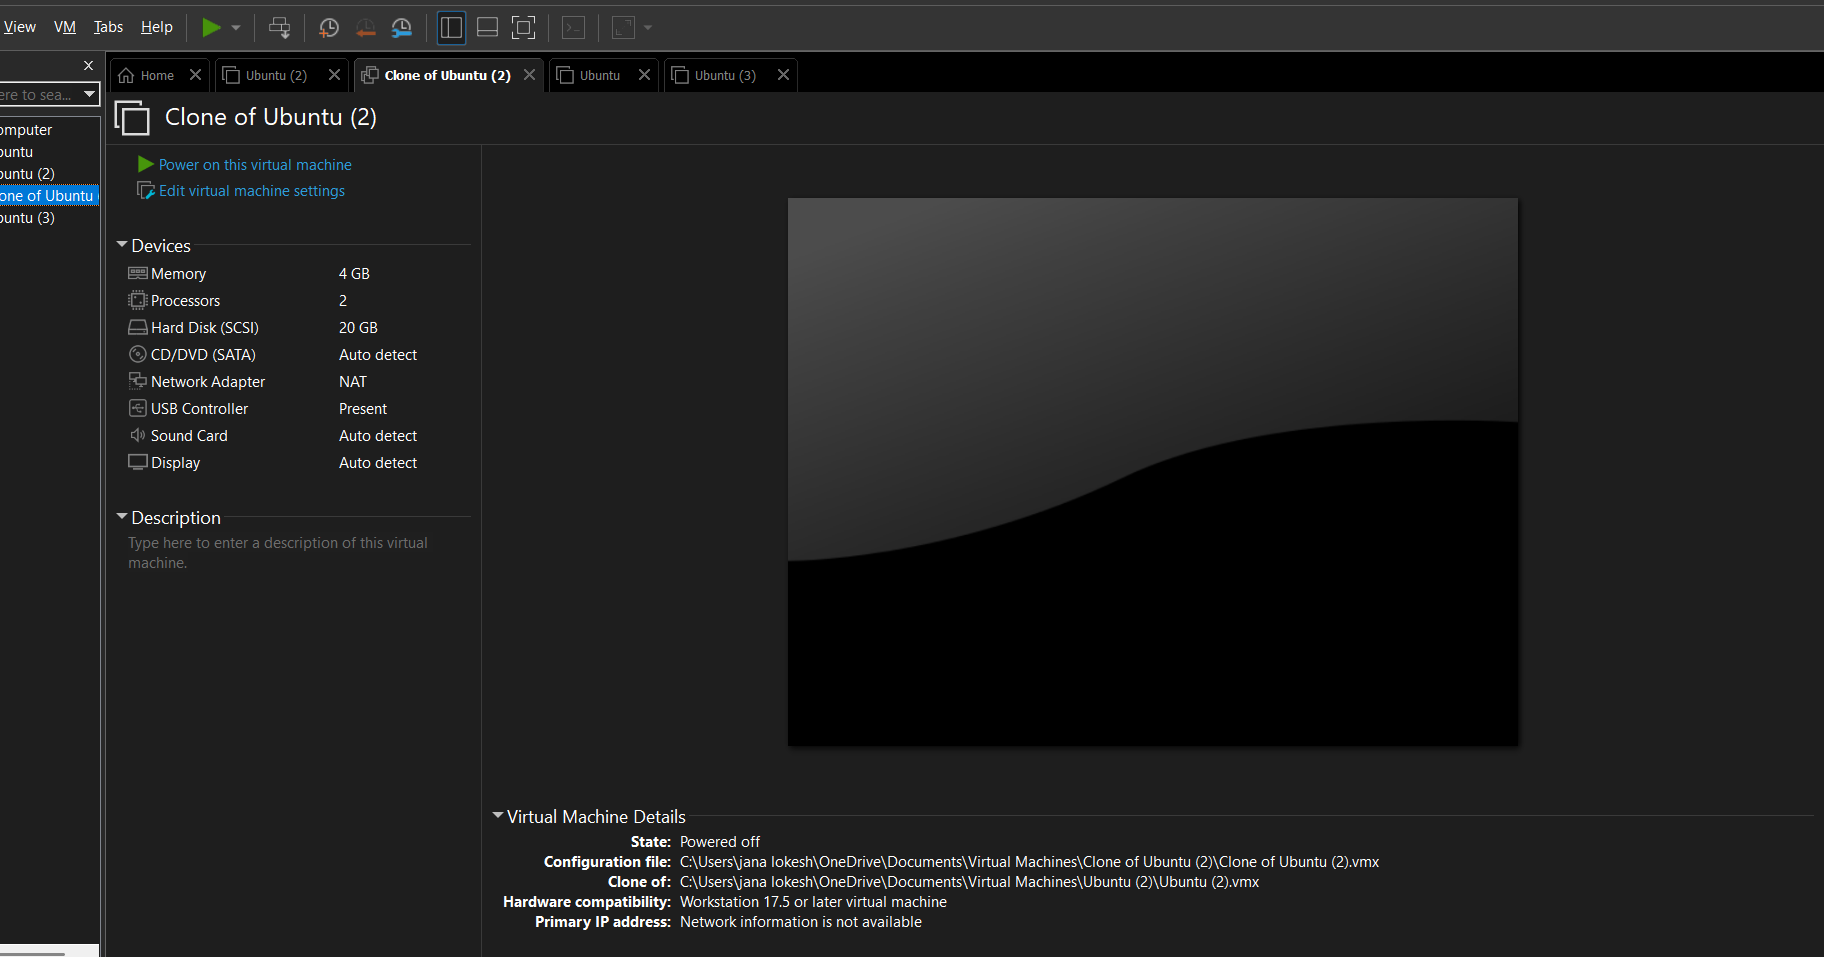 View VM Tabs Help
ere to sea...
omputer
ountu
ountu (2)
one of Ubuntu (
ountu (3)
Home Ubuntu (2) Clone of Ubuntu (2) Ubuntu Ubuntu (3)
Clone of Ubuntu (2)
Power on this virtual machine
Edit virtual machine settings
Devices
Memory 4 GB
Processors 2
Hard Disk (SCSI) 20 GB
CD/DVD (SATA) Auto detect
Network Adapter NAT
USB Controller Present
Sound Card Auto detect
Display Auto detect
Description
Type here to enter a description of this virtual
machine.
Virtual Machine Details
State: Powered off
Configuration file: C:\Users\jana lokesh\OneDrive\Documents\Virtual Machines\Clone of Ubuntu (2)\Clone of Ubuntu (2).vmx
Clone of: C:\Users\jana lokesh\OneDrive\Documents\Virtual Machines\Ubuntu (2)\Ubuntu (2).vmx
Hardware compatibility: Workstation 17.5 or later virtual machine
Primary IP address: Network information is not available